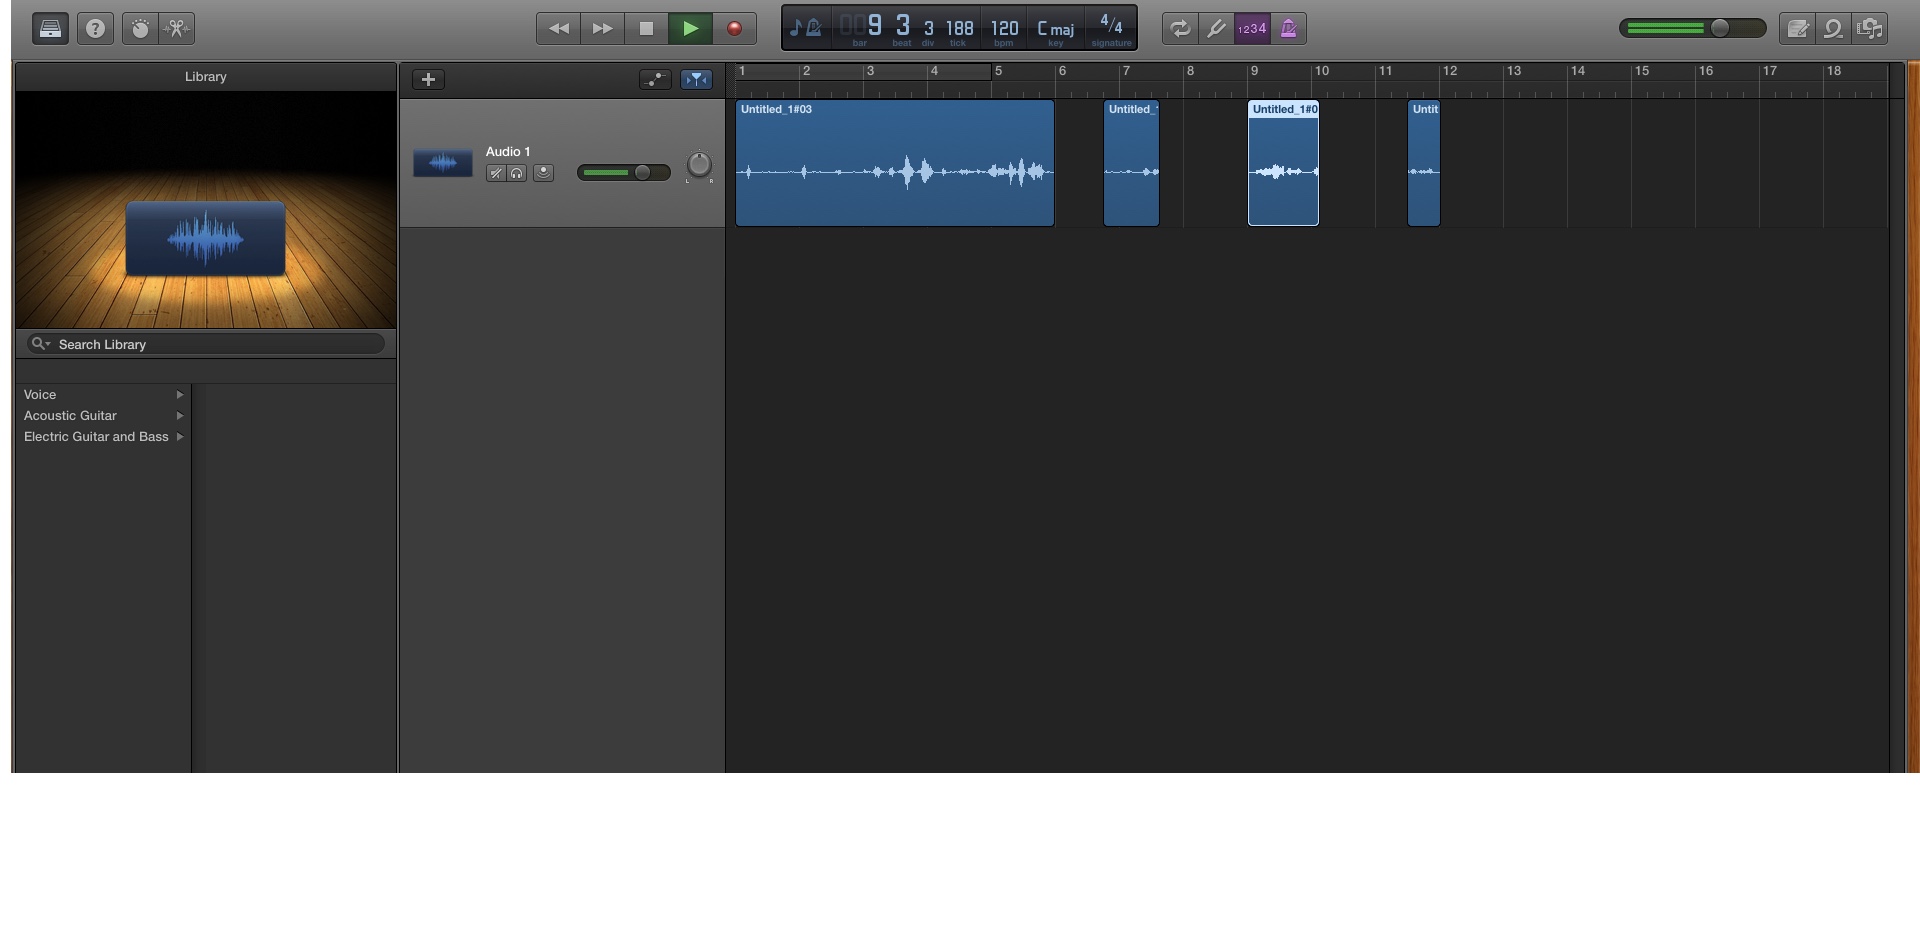 009 3 3 188 120 C maj 4/4
bar beat div tick bpm key signature
1234
Library
1 2 3 4 5 6 7 8 9 10 11 12 13 14 15 16 17 18
Untitled_1#03 Untitled_1 Untitled_1#0 Untit
Audio 1
L R
Search Library
Voice
Acoustic Guitar
Electric Guitar and Bass